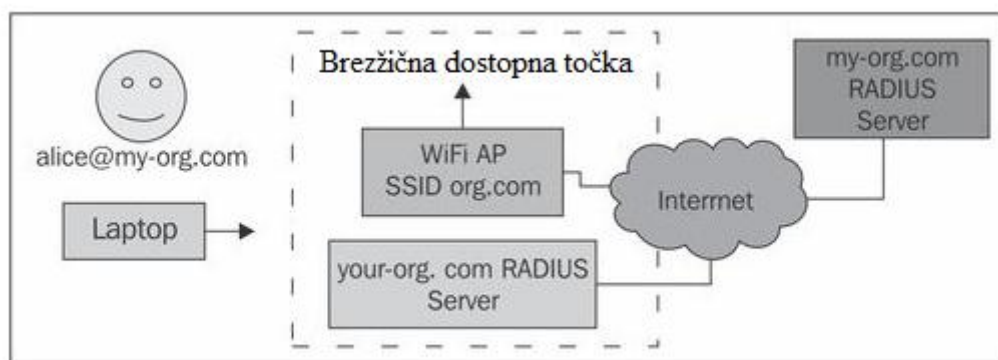 Brezžična dostopna točka
my-org.com
RADIUS
Server
alice@my-org.com
WiFi AP
SSID org.com
Internet
Laptop
your-org. com RADIUS
Server